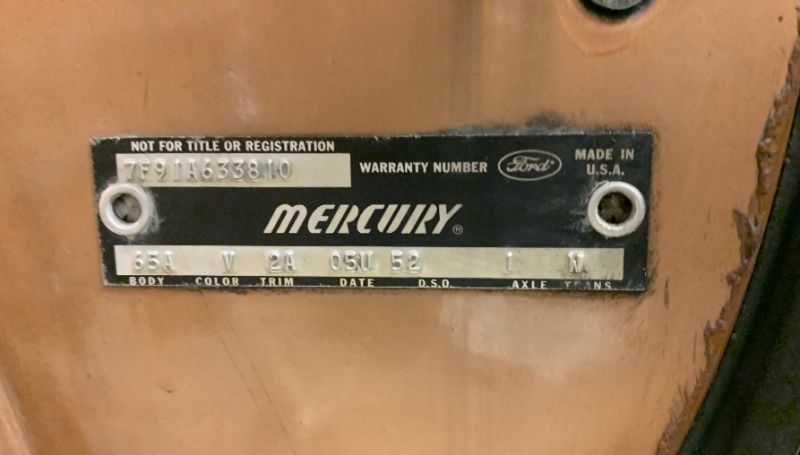 NOT FOR TITLE OR REGISTRATION
7F91A633810 WARRANTY NUMBER Ford MADE IN U.S.A.
MERCURY ®
65A V 2A 05U 52 1 W
BODY COLOR TRIM DATE D.S.O. AXLE TRANS.